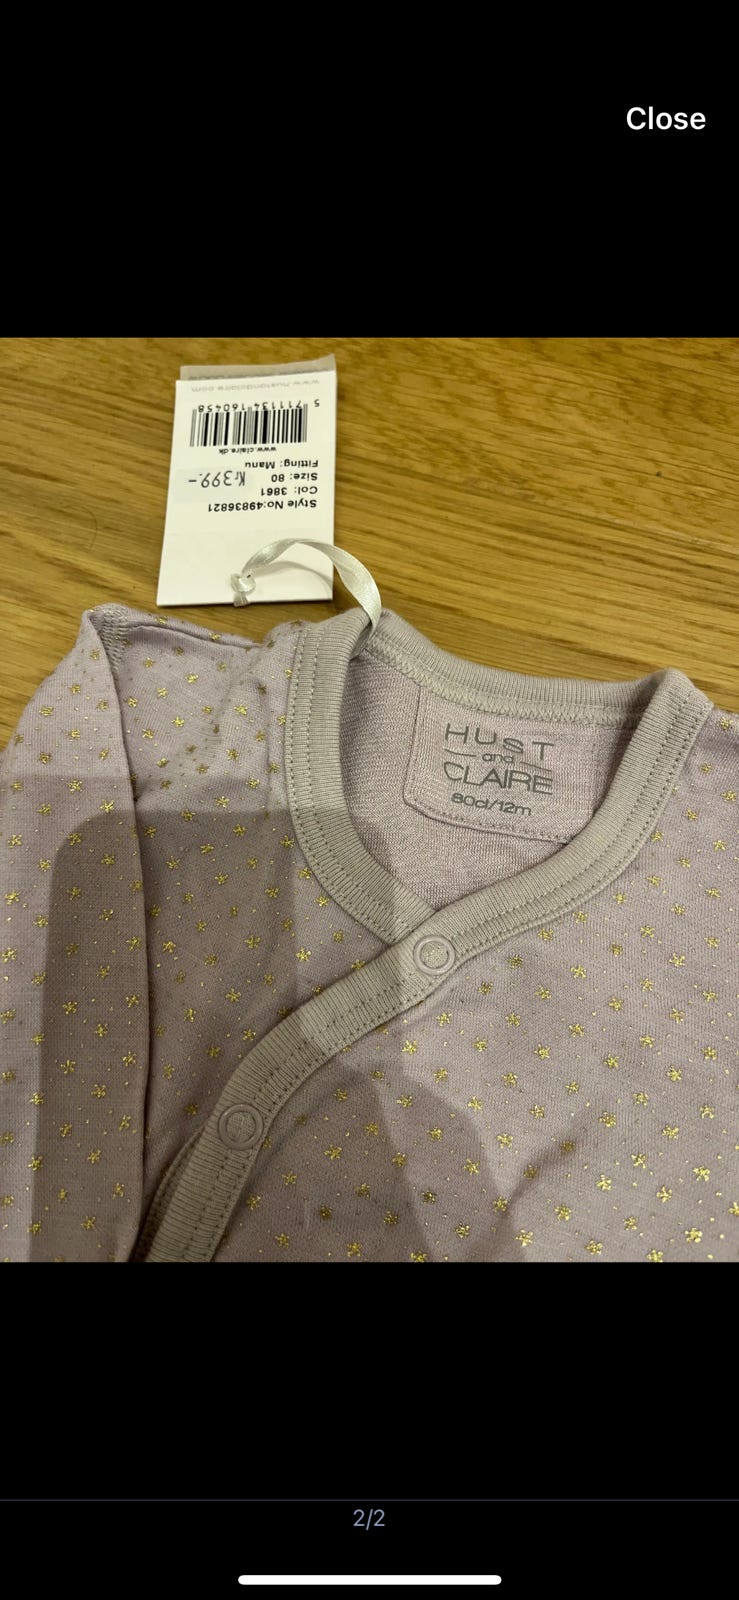 Close
Style No:49836821
Col: 3861
Size: 80 Kr 399.-
Fitting: Manu
www.claire.dk
5 711134 160458
www.hustandclaire.com
HUST
and
CLAIRE
80cl/12m
2/2